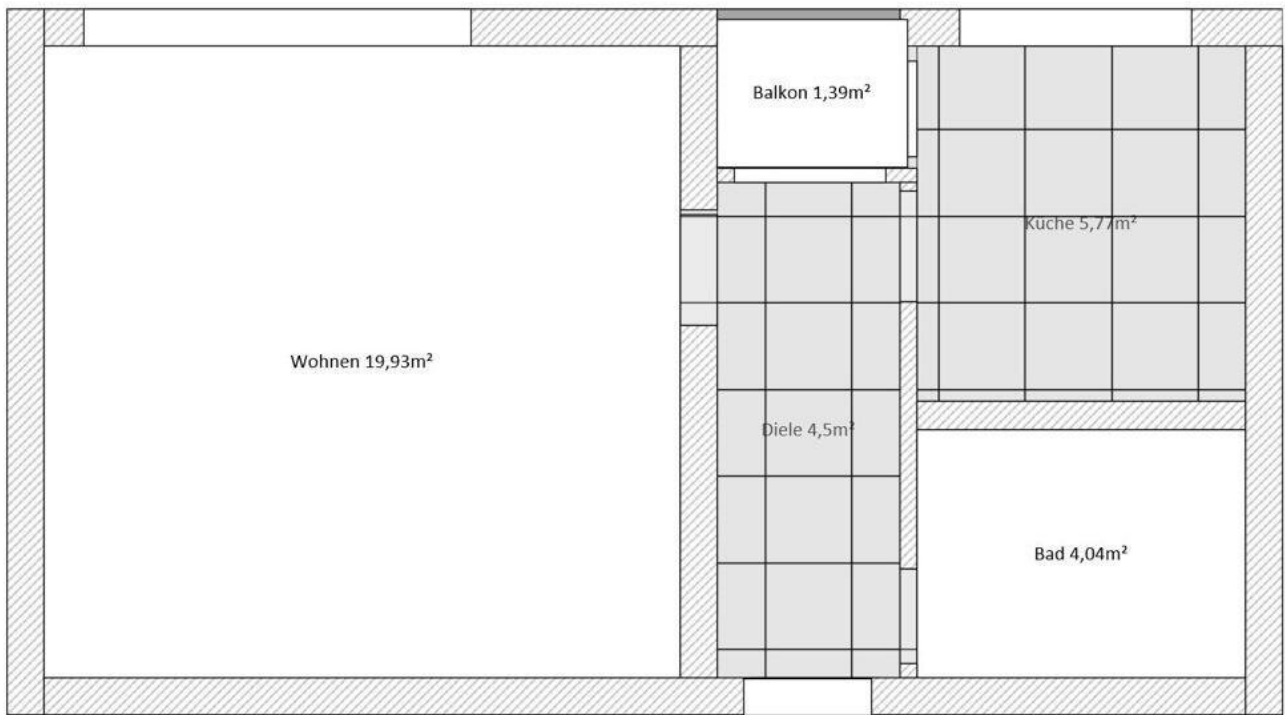 Balkon 1,39m²
Küche 5,77m²
Wohnen 19,93m²
Diele 4,5m²
Bad 4,04m²